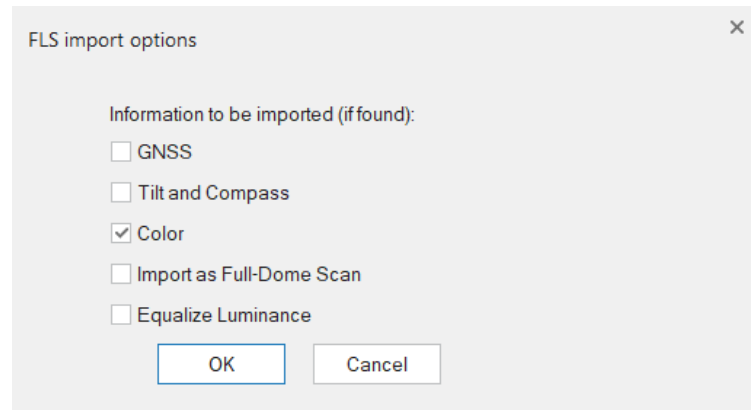 FLS import options
Information to be imported (if found):
GNSS
Tilt and Compass
Color
Import as Full-Dome Scan
Equalize Luminance
OK Cancel